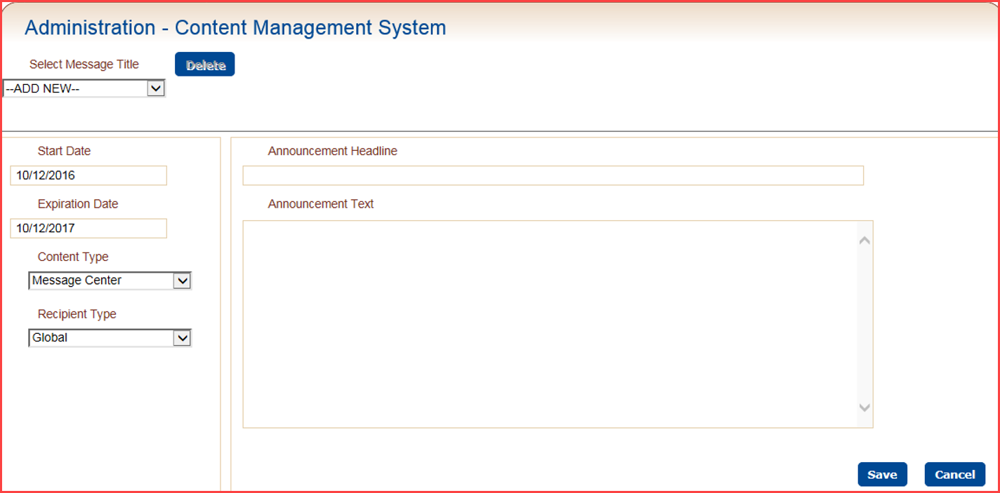 Administration - Content Management System
Select Message Title
Delete
--ADD NEW--
Start Date
10/12/2016
Expiration Date
10/12/2017
Content Type
Message Center
Recipient Type
Global
Announcement Headline
Announcement Text
Save
Cancel